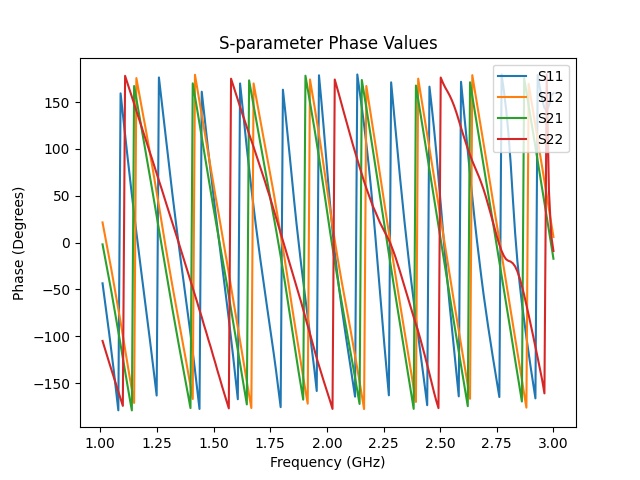 S-parameter Phase Values
S11
S12
S21
S22
150
100
50
0
−50
−100
−150
Phase (Degrees)
1.00 1.25 1.50 1.75 2.00 2.25 2.50 2.75 3.00
Frequency (GHz)